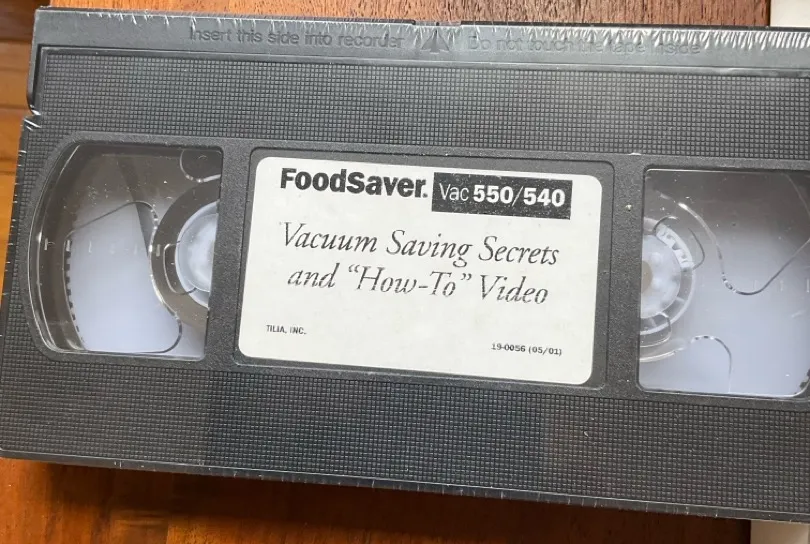 Insert this side into recorder Do not touch the tape inside
FoodSaver. Vac 550/540
Vacuum Saving Secrets
and “How-To” Video
TILIA, INC.
19-0056 (05/01)